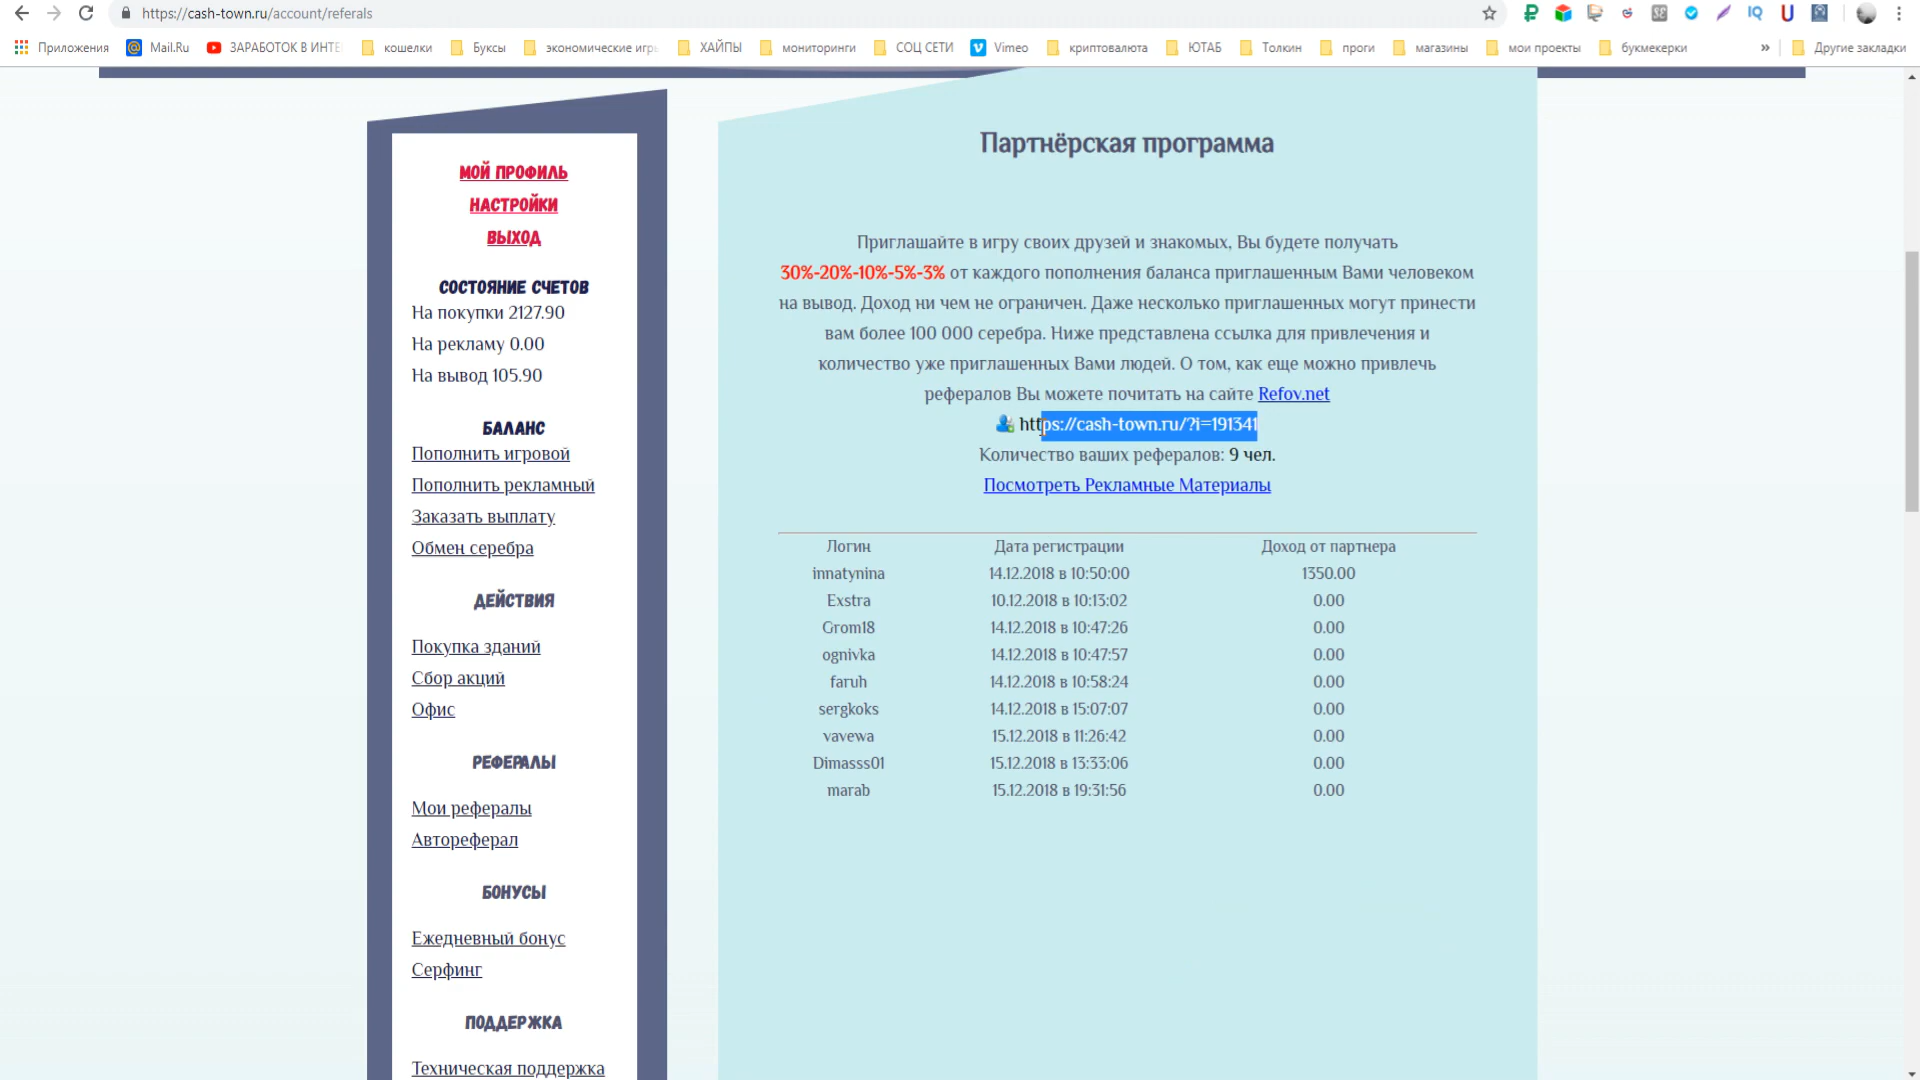 https://cash-town.ru/account/referals
Приложения
Mail.Ru
ЗАРАБОТОК В ИНТЕ
кошелки
Буксы
экономические игры
ХАЙПЫ
мониторинги
СОЦ СЕТИ
Vimeo
криптовалюта
ЮТАБ
Толкин
проги
магазины
мои проекты
букмекерки
»
Другие закладки
МОЙ ПРОФИЛЬ
НАСТРОЙКИ
ВЫХОД
СОСТОЯНИЕ СЧЕТОВ
На покупки 2127.90
На рекламу 0.00
На вывод 105.90
БАЛАНС
Пополнить игровой
Пополнить рекламный
Заказать выплату
Обмен серебра
ДЕЙСТВИЯ
Покупка зданий
Сбор акций
Офис
РЕФЕРАЛЫ
Мои рефералы
Автореферал
БОНУСЫ
Ежедневный бонус
Серфинг
ПОДДЕРЖКА
Техническая поддержка
Партнёрская программа
Приглашайте в игру своих друзей и знакомых, Вы будете получать
30%-20%-10%-5%-3% от каждого пополнения баланса приглашенным Вами человеком
на вывод. Доход ни чем не ограничен. Даже несколько приглашенных могут принести
вам более 100 000 серебра. Ниже представлена ссылка для привлечения и
количество уже приглашенных Вами людей. О том, как еще можно привлечь
рефералов Вы можете почитать на сайте Refov.net
https://cash-town.ru/?i=191341
Количество ваших рефералов: 9 чел.
Посмотреть Рекламные Материалы
Логин Дата регистрации Доход от партнера
innatynina 14.12.2018 в 10:50:00 1350.00
Exstra 10.12.2018 в 10:13:02 0.00
Grom18 14.12.2018 в 10:47:26 0.00
ognivka 14.12.2018 в 10:47:57 0.00
faruh 14.12.2018 в 10:58:24 0.00
sergkoks 14.12.2018 в 15:07:07 0.00
vavewa 15.12.2018 в 11:26:42 0.00
Dimasss01 15.12.2018 в 13:33:06 0.00
marab 15.12.2018 в 19:31:56 0.00